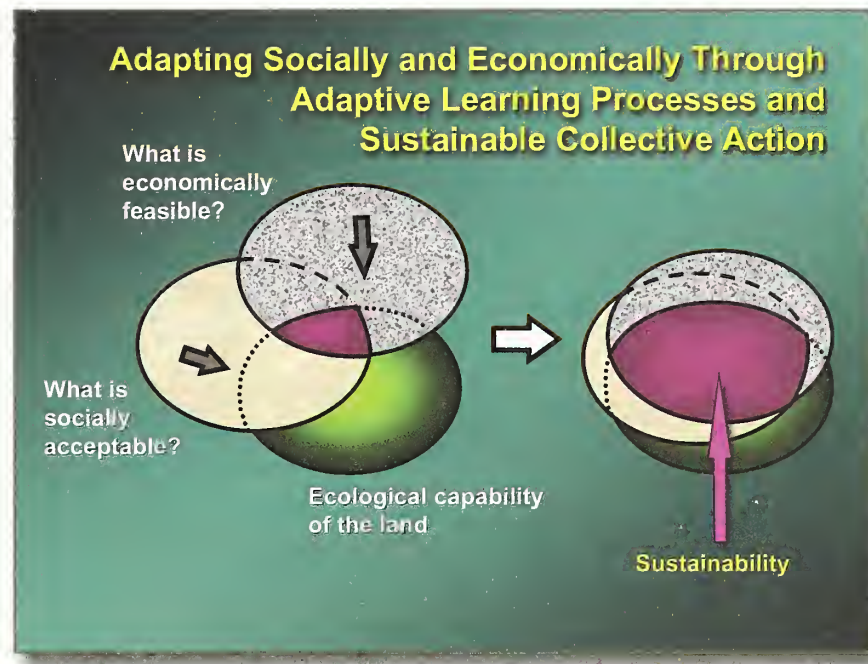 Adapting Socially and Economically Through
Adaptive Learning Processes and
Sustainable Collective Action
What is
economically
feasible?
What is
socially
acceptable?
Ecological capability
of the land
Sustainability